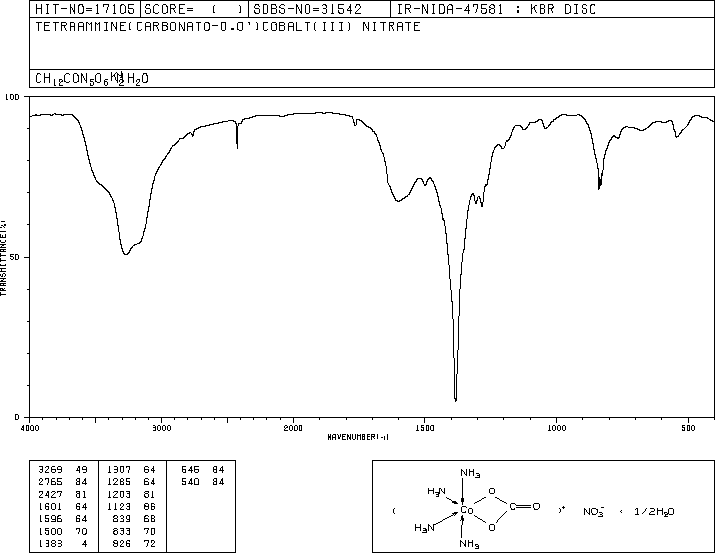 HIT-NO=17105 SCORE= ( ) SDBS-NO=31542 IR-NIDA-47581 : KBR DISC
TETRAAMMINE(CARBONATO-O,O')COBALT(III) NITRATE
CH12CON5O6 H2O
100
50
0
TRANSMITTANCE(%)
4000 3000 2000 1500 1000 500
WAVENUMBER(-1)
3269 49 1307 64 646 84
2765 84 1285 64 540 84
2427 81 1203 81
1601 64 1123 86
1596 64 839 68
1500 70 833 70
1383 4 826 72
NH3
H3N
O
( Co C=O )+ NO3- · 1/2H2O
O
H3N
NH3